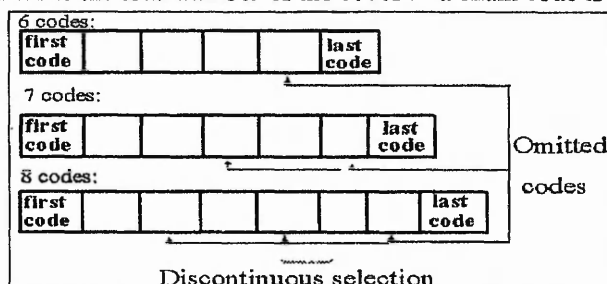 6 codes:
first code
last code
7 codes:
first code
last code
Omitted codes
8 codes:
first code
last code
Discontinuous selection